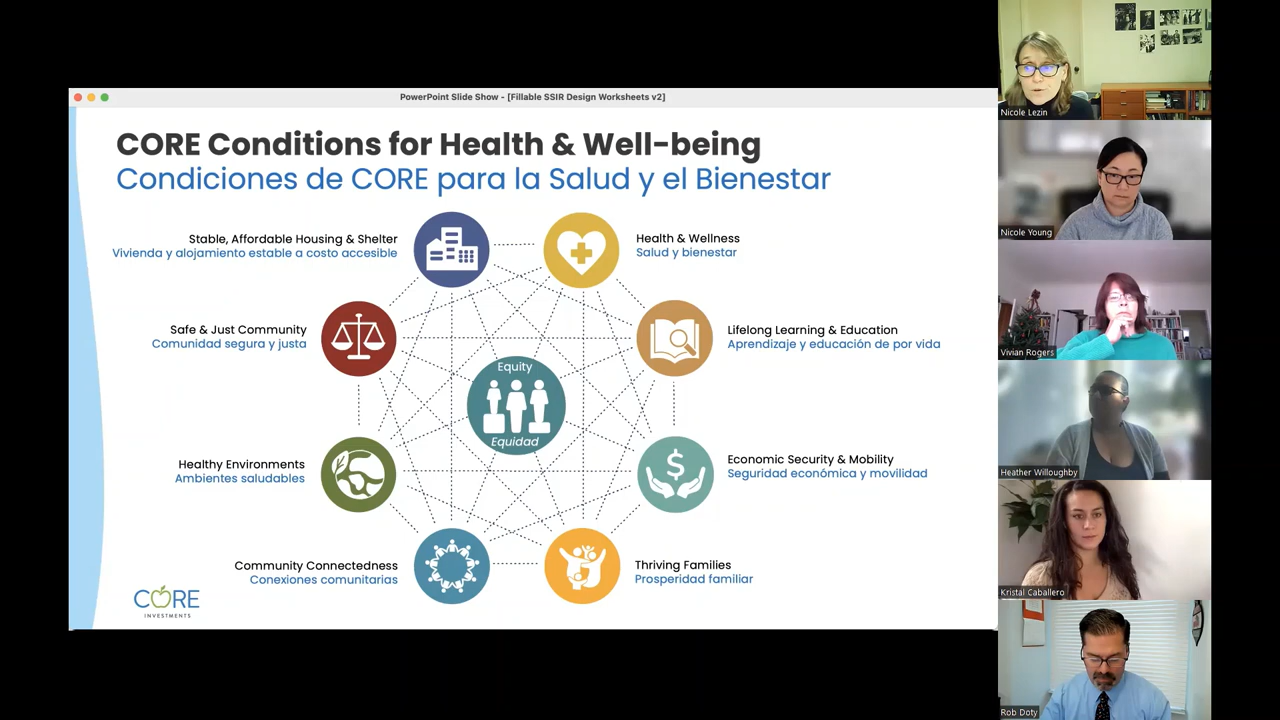 PowerPoint Slide Show - [Fillable SSIR Design Worksheets v2]
CORE Conditions for Health & Well-being
Condiciones de CORE para la Salud y el Bienestar
Stable, Affordable Housing & Shelter
Vivienda y alojamiento estable a costo accesible
Health & Wellness
Salud y bienestar
Safe & Just Community
Comunidad segura y justa
Lifelong Learning & Education
Aprendizaje y educación de por vida
Equity
Equidad
Healthy Environments
Ambientes saludables
Economic Security & Mobility
Seguridad económica y movilidad
Community Connectedness
Conexiones comunitarias
Thriving Families
Prosperidad familiar
CORE
INVESTMENTS
Nicole Lezin
Nicole Young
Vivian Rogers
Heather Willoughby
Kristal Caballero
Rob Doty